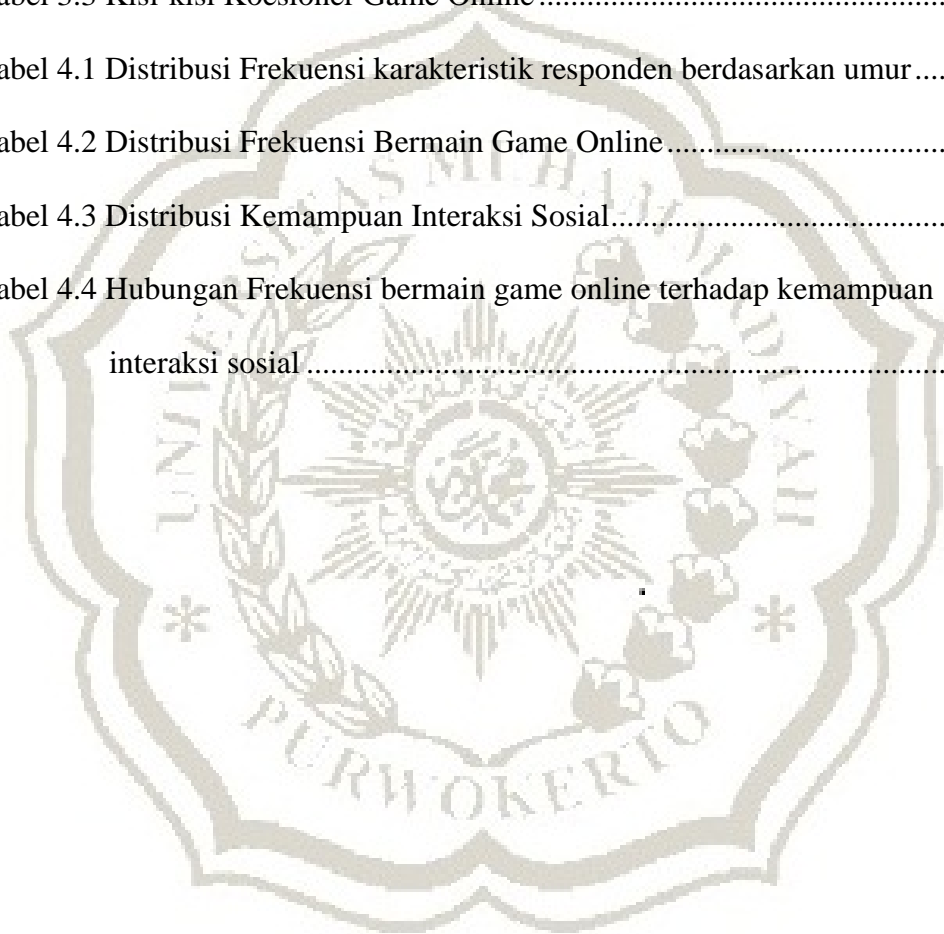 abel 3.3 Kisi-kisi Koesioner Game Online
abel 4.1 Distribusi Frekuensi karakteristik responden berdasarkan umur
abel 4.2 Distribusi Frekuensi Bermain Game Online
abel 4.3 Distribusi Kemampuan Interaksi Sosial
abel 4.4 Hubungan Frekuensi bermain game online terhadap kemampuan
interaksi sosial
UNIVERSITAS MUHAMMADIYAH
PURWOKERTO